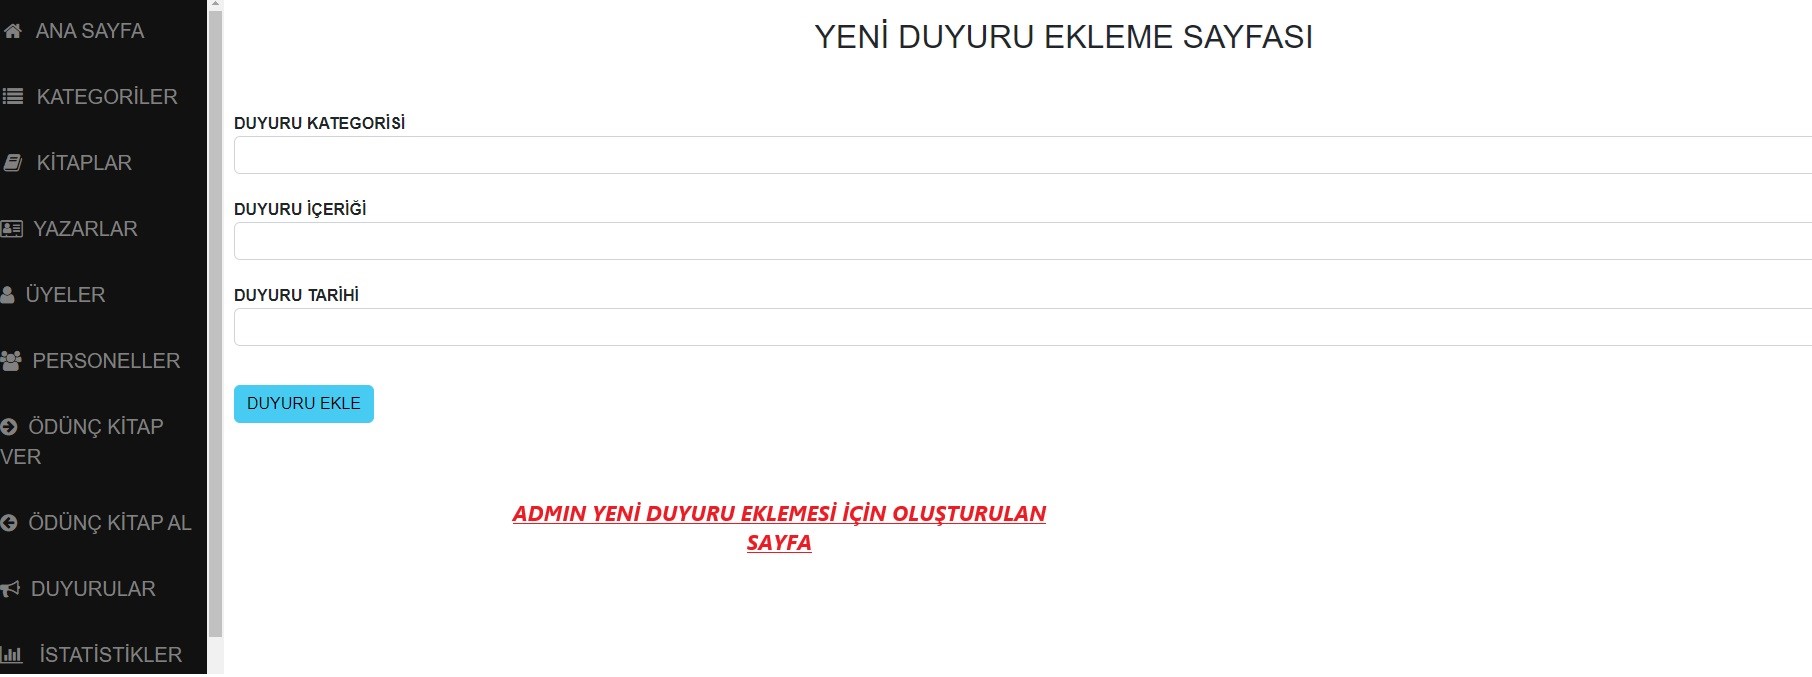 ANA SAYFA
KATEGORİLER
KİTAPLAR
YAZARLAR
ÜYELER
PERSONELLER
ÖDÜNÇ KİTAP
VER
ÖDÜNÇ KİTAP AL
DUYURULAR
İSTATİSTİKLER
YENİ DUYURU EKLEME SAYFASI
DUYURU KATEGORİSİ
DUYURU İÇERİĞİ
DUYURU TARİHİ
DUYURU EKLE
ADMIN YENİ DUYURU EKLEMESİ İÇİN OLUŞTURULAN
SAYFA